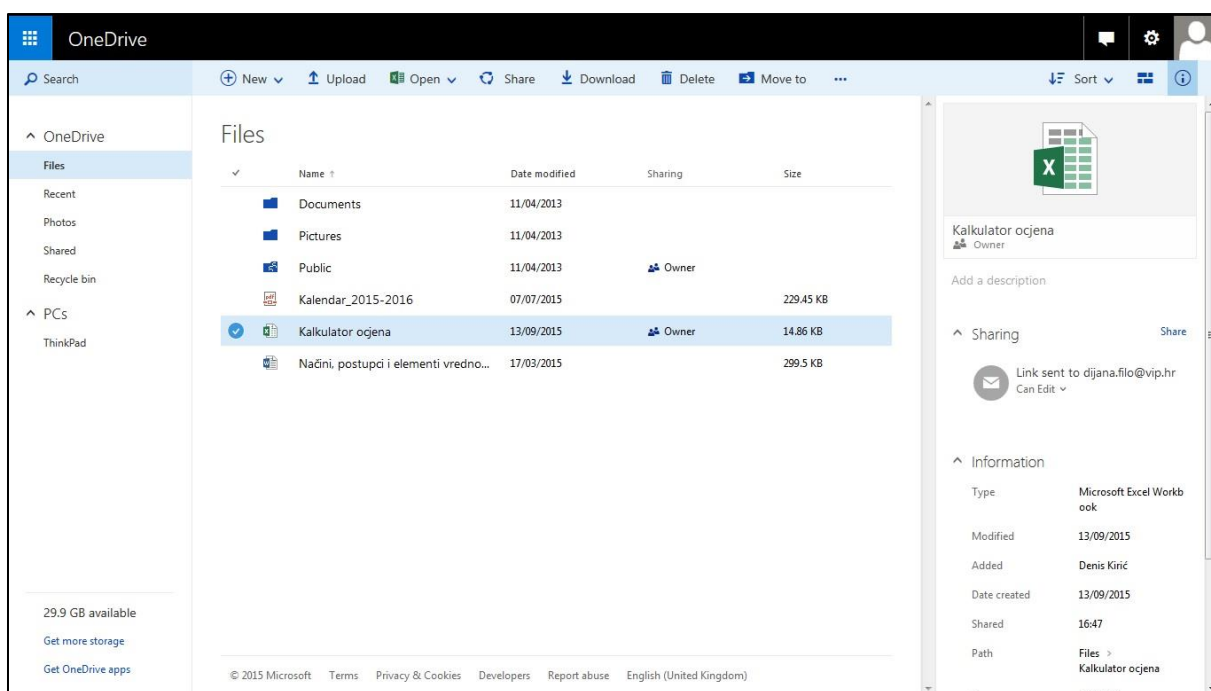 OneDrive
Search
New Upload Open Share Download Delete Move to ... Sort
OneDrive
Files
Recent
Photos
Shared
Recycle bin
PCs
ThinkPad
29.9 GB available
Get more storage
Get OneDrive apps
Files
Name Date modified Sharing Size
Documents 11/04/2013
Pictures 11/04/2013
Public 11/04/2013 Owner
Kalendar_2015-2016 07/07/2015 229.45 KB
Kalkulator ocjena 13/09/2015 Owner 14.86 KB
Načini, postupci i elementi vredno... 17/03/2015 299.5 KB
© 2015 Microsoft Terms Privacy & Cookies Developers Report abuse English (United Kingdom)
Kalkulator ocjena
Owner
Add a description
Sharing Share
Link sent to dijana.filo@vip.hr
Can Edit
Information
Type Microsoft Excel Workb
ook
Modified 13/09/2015
Added Denis Kirić
Date created 13/09/2015
Shared 16:47
Path Files >
Kalkulator ocjena